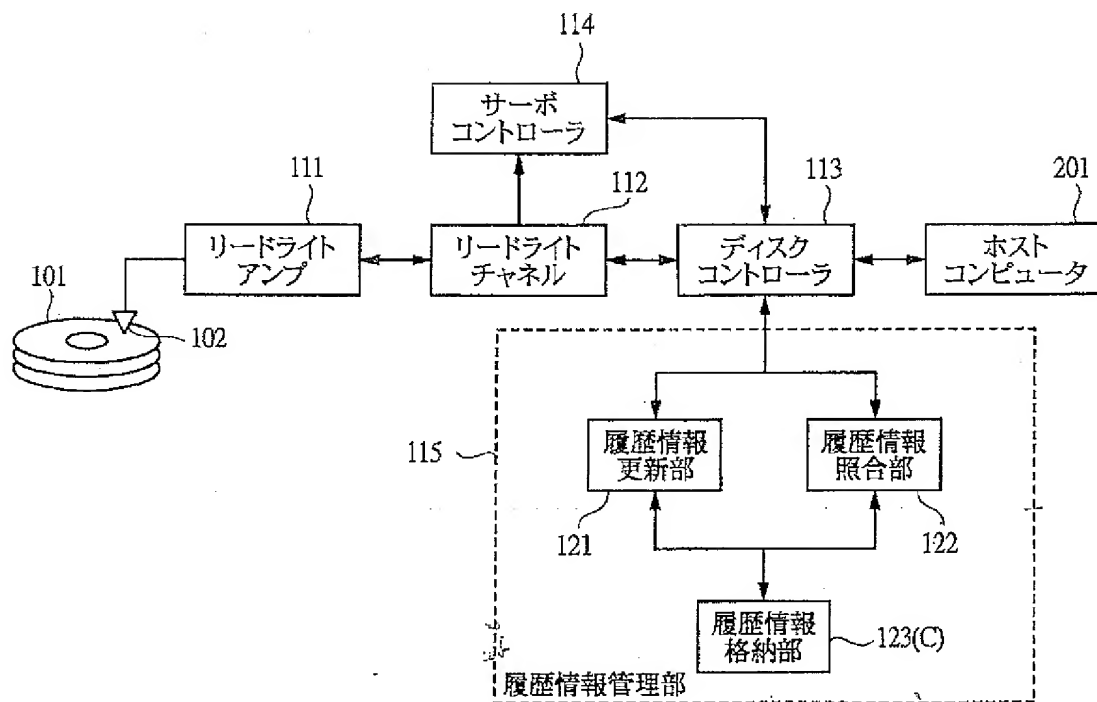 114
サーボ
コントローラ
111
112
113
201
リードライト
アンプ
リードライト
チャネル
ディスク
コントローラ
ホスト
コンピュータ
101
102
115
履歴情報
更新部
履歴情報
照合部
121
122
履歴情報
格納部
123(C)
履歴情報管理部